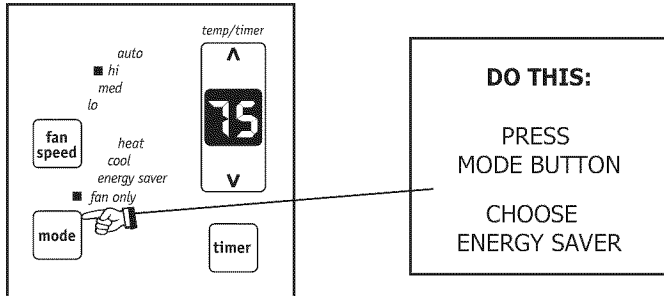 temp/timer
auto
hi
med
lo
75
fan
speed
heat
cool
energy saver
fan only
mode
timer
DO THIS:
PRESS
MODE BUTTON
CHOOSE
ENERGY SAVER